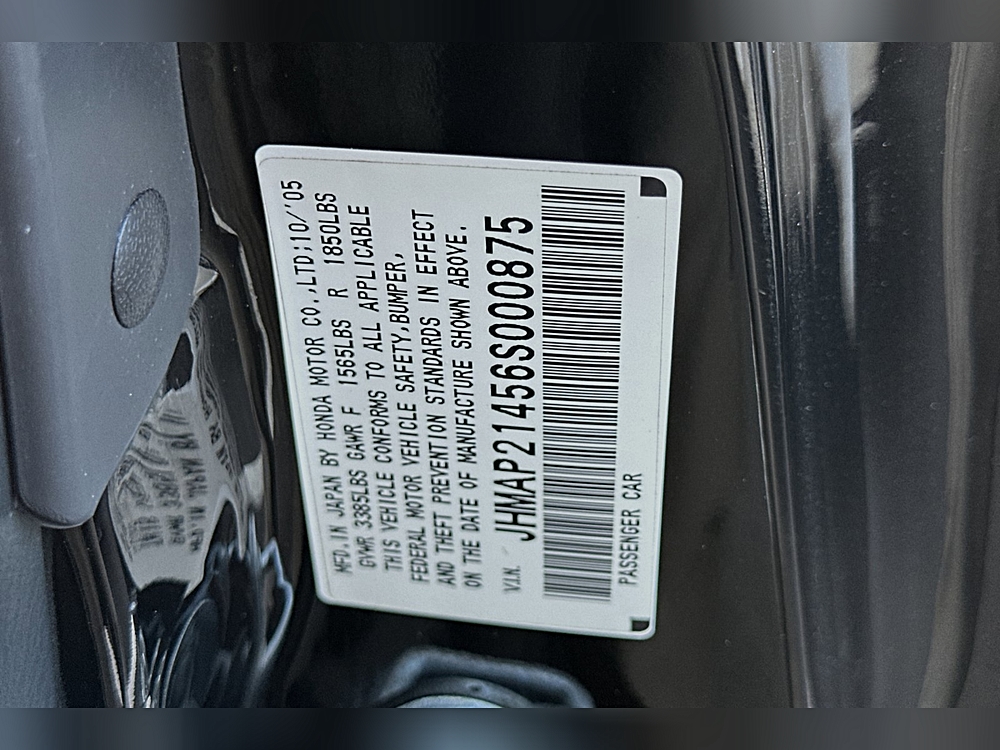 MFD. IN JAPAN BY HONDA MOTOR CO.,LTD;10/'05
GVWR 3385LBS GAWR F 1565LBS R 1850LBS
THIS VEHICLE CONFORMS TO ALL APPLICABLE
FEDERAL MOTOR VEHICLE SAFETY,BUMPER,
AND THEFT PREVENTION STANDARDS IN EFFECT
ON THE DATE OF MANUFACTURE SHOWN ABOVE.
V.I.N. JHMAP21456S000875
PASSENGER CAR